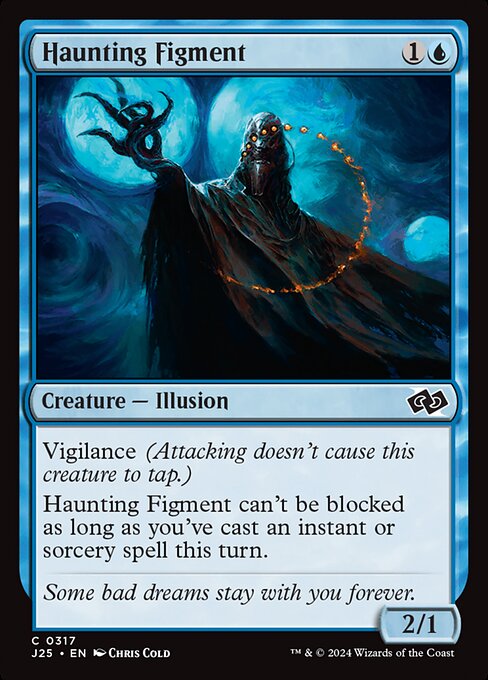 Haunting Figment 1
Creature — Illusion
Vigilance (Attacking doesn't cause this
creature to tap.)
Haunting Figment can't be blocked
as long as you've cast an instant or
sorcery spell this turn.
Some bad dreams stay with you forever.
2/1
C 0317
J25 • EN Chris Cold
™ & © 2024 Wizards of the Coast